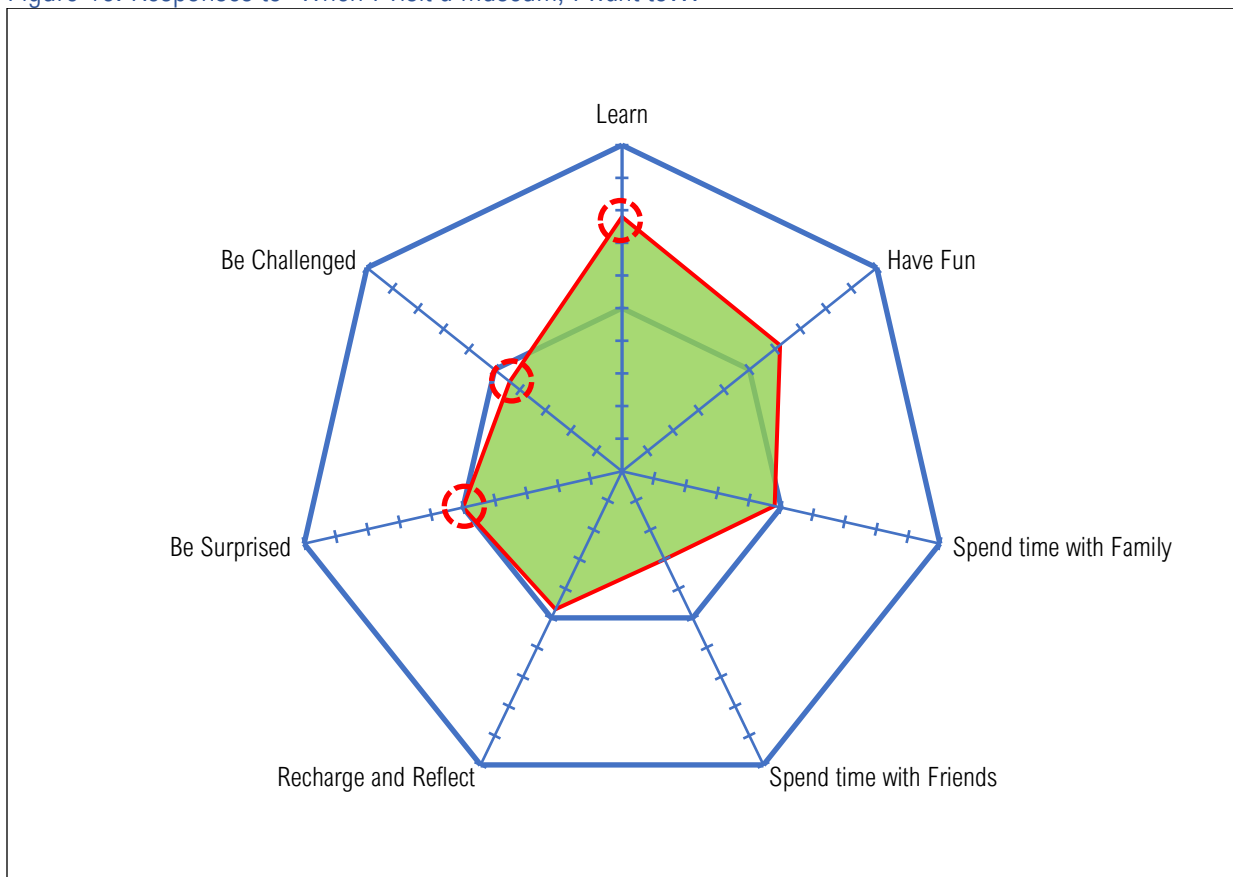 Learn
Be Challenged
Have Fun
Be Surprised
Spend time with Family
Recharge and Reflect
Spend time with Friends